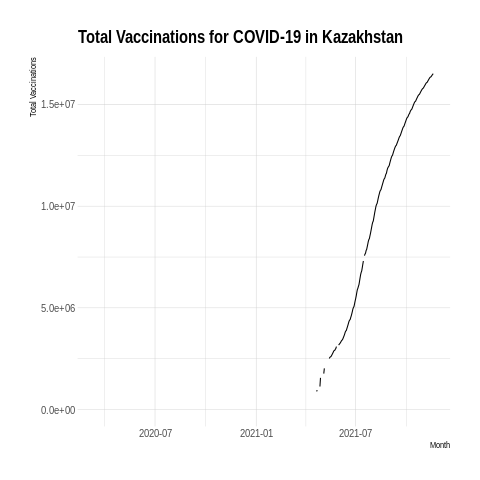 Total Vaccinations for COVID-19 in Kazakhstan
Total Vaccinations
1.5e+07
1.0e+07
5.0e+06
0.0e+00
2020-07
2021-01
2021-07
Month